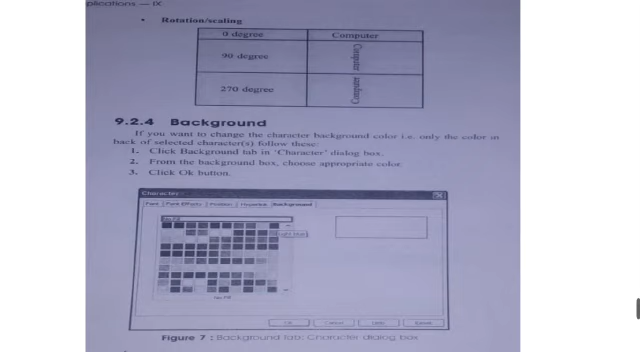 plications — IX
• Rotation/scaling
0 degree Computer
90 degree Computer
270 degree Computer
9.2.4 Background
If you want to change the character background color i.e. only the color in
back of selected character(s) follow these:
1. Click Background tab in 'Character' dialog box.
2. From the background box, choose appropriate color.
3. Click Ok button.
Character
Font Font Effects Position Hyperlink Background
No Fill
Light blue
No Fill
OK Cancel Help Reset
Figure 7 : Background tab: Character dialog box